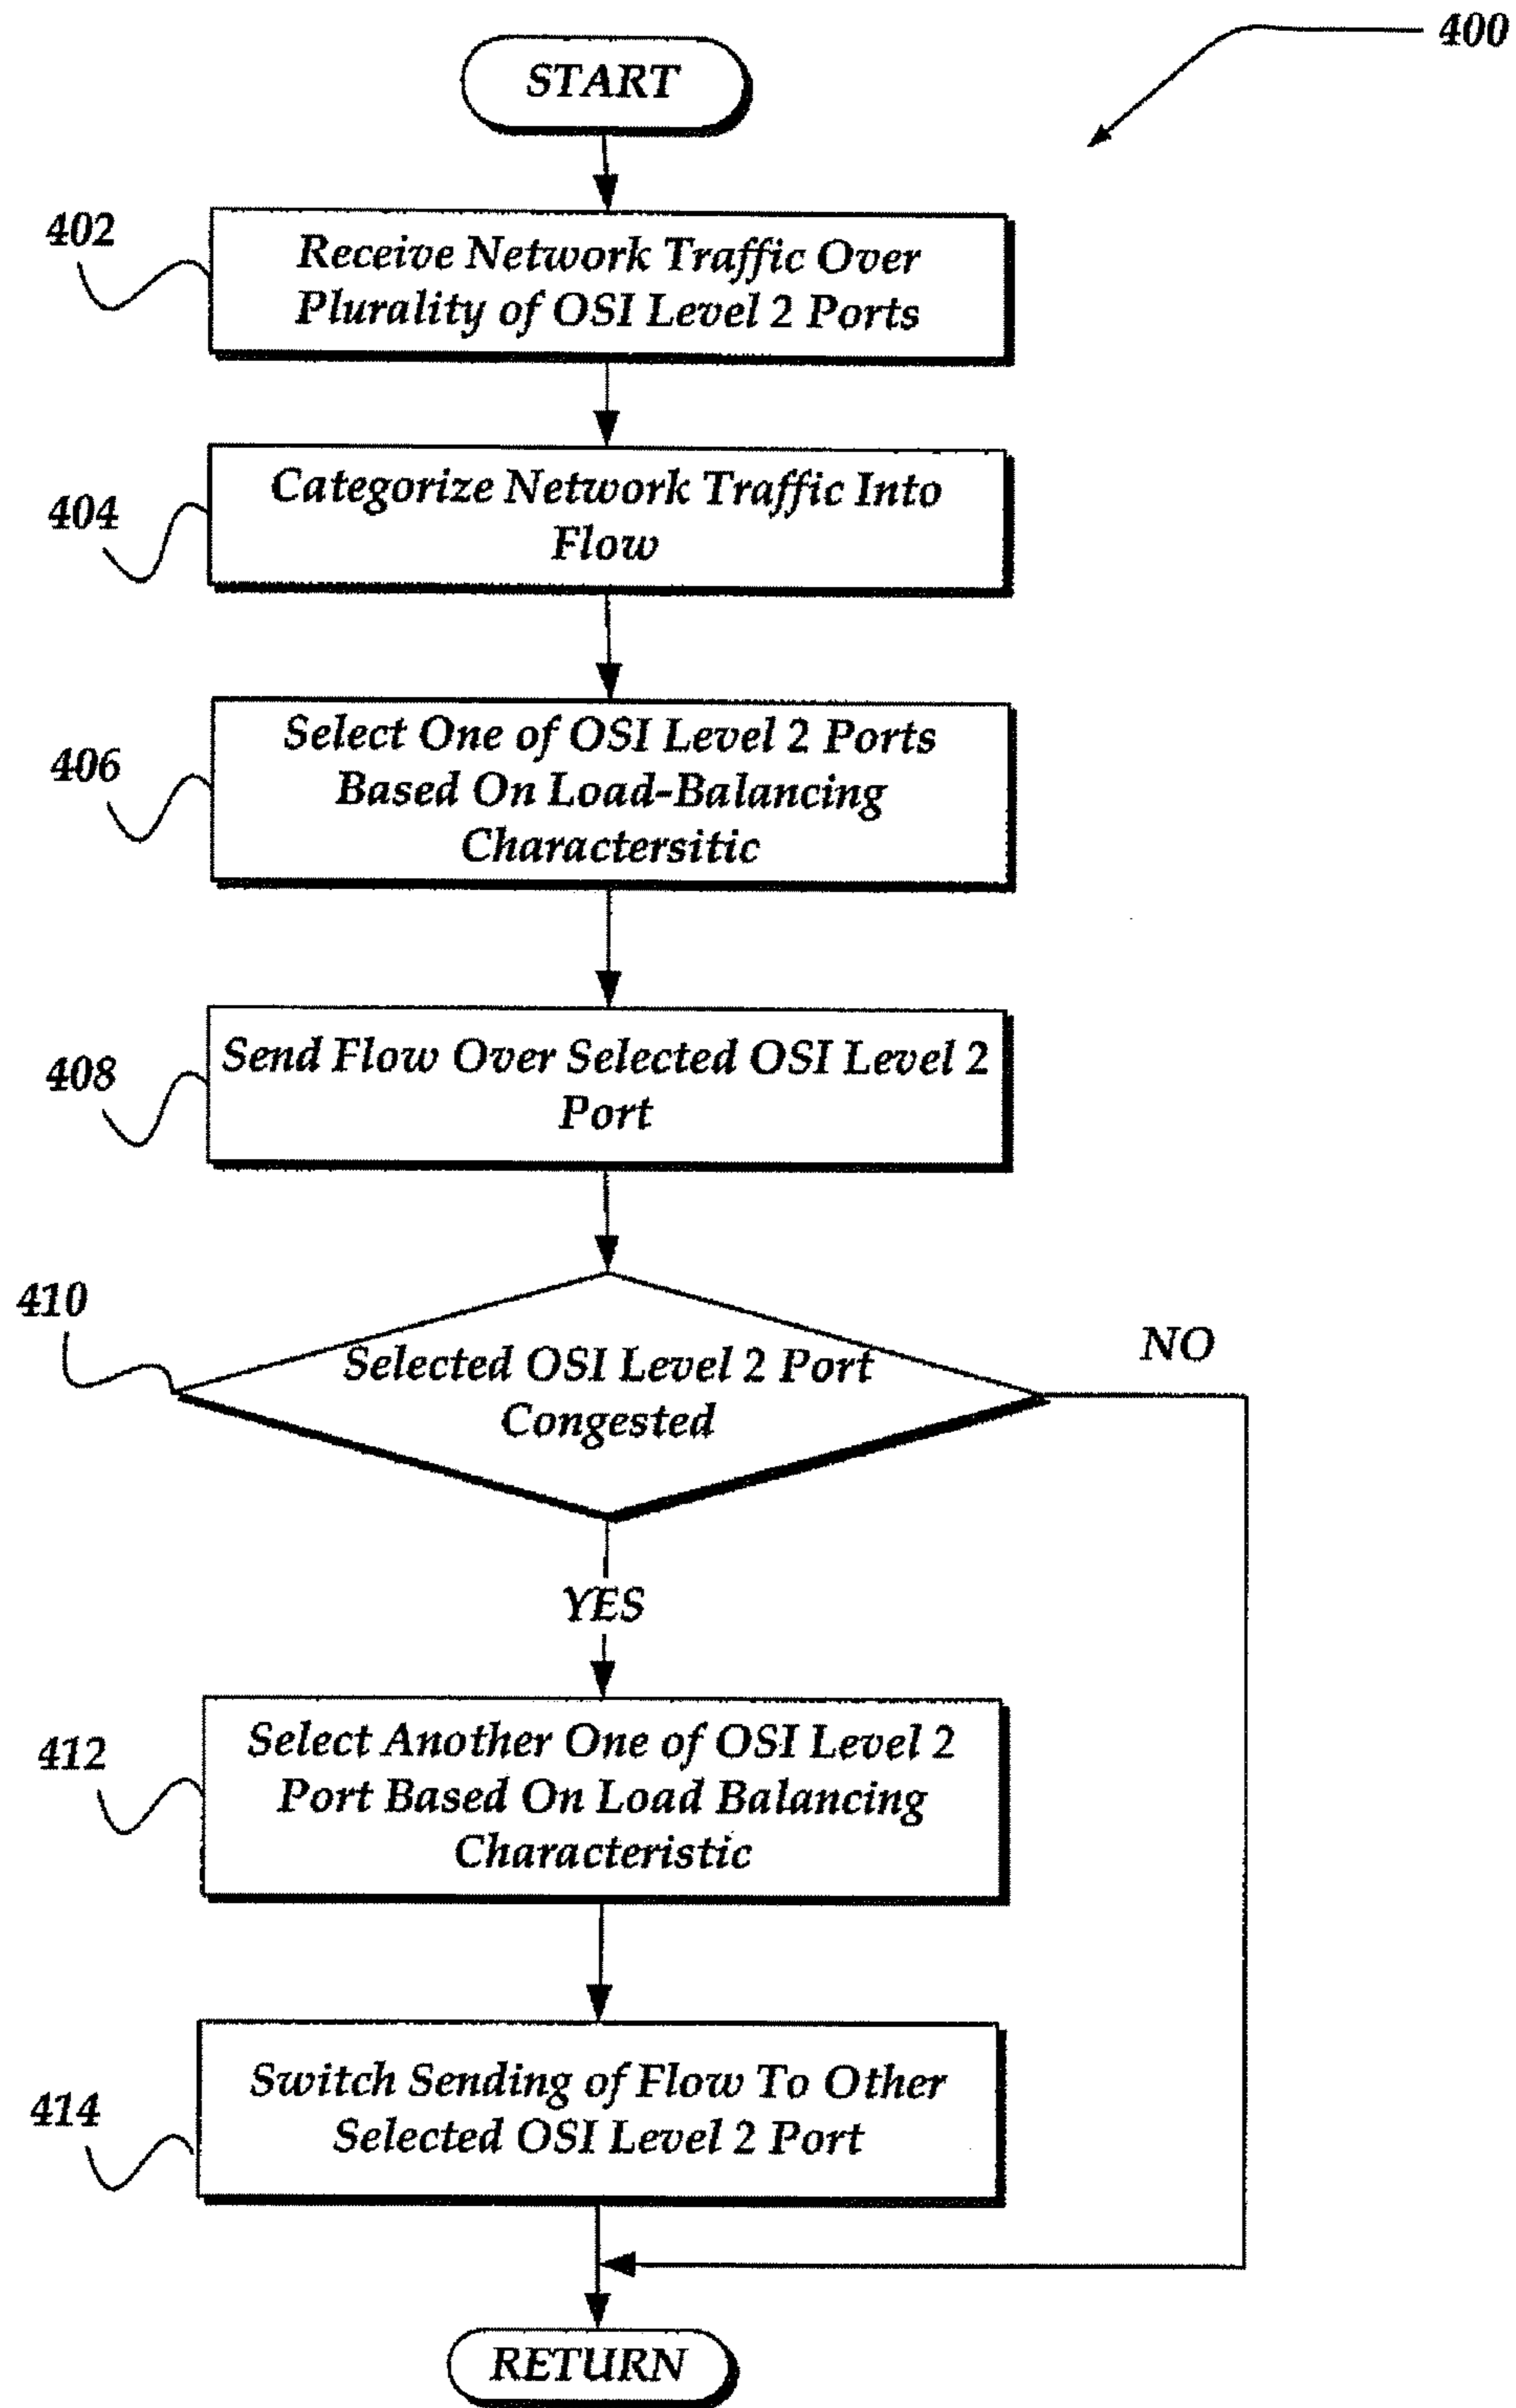 400
START
402
Receive Network Traffic Over
Plurality of OSI Level 2 Ports
404
Categorize Network Traffic Into
Flow
406
Select One of OSI Level 2 Ports
Based On Load-Balancing
Charactersitic
408
Send Flow Over Selected OSI Level 2
Port
410
Selected OSI Level 2 Port
Congested
NO
YES
412
Select Another One of OSI Level 2
Port Based On Load Balancing
Characteristic
414
Switch Sending of Flow To Other
Selected OSI Level 2 Port
RETURN